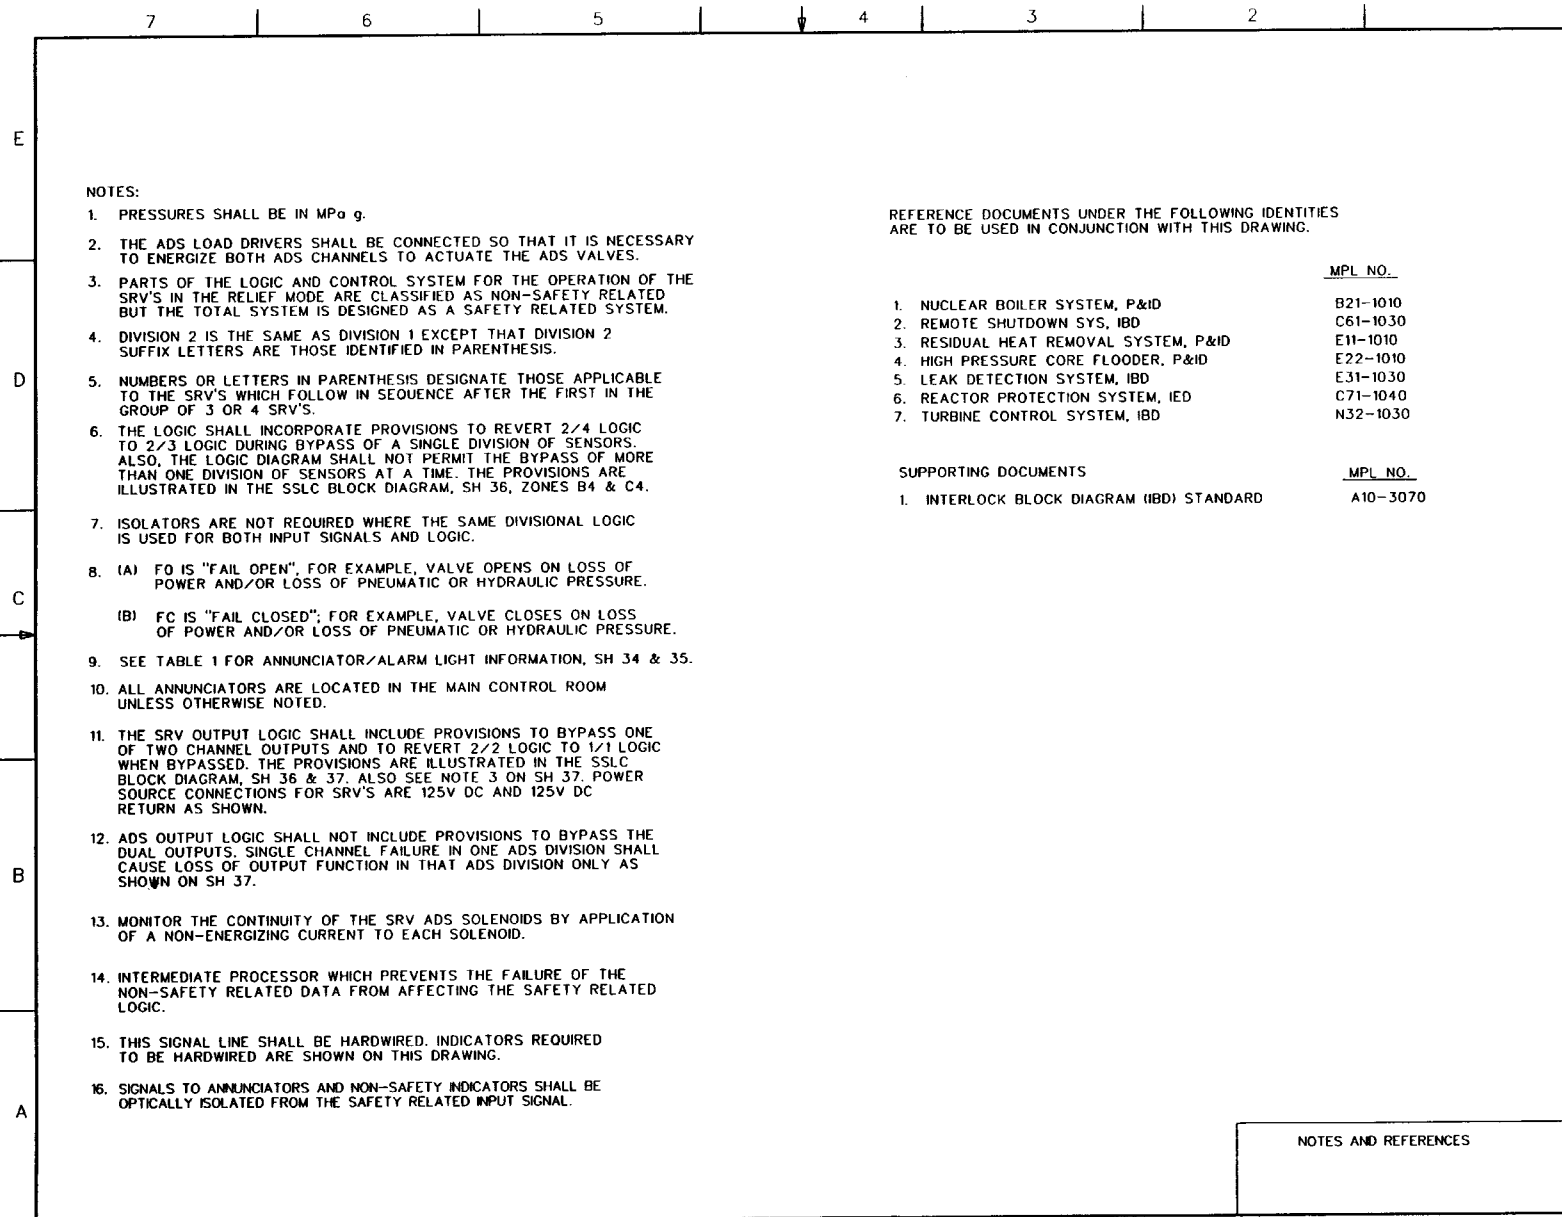 7 6 5 4 3 2
E
D
C
B
A
NOTES:
1. PRESSURES SHALL BE IN MPa g.
2. THE ADS LOAD DRIVERS SHALL BE CONNECTED SO THAT IT IS NECESSARY
TO ENERGIZE BOTH ADS CHANNELS TO ACTUATE THE ADS VALVES.
3. PARTS OF THE LOGIC AND CONTROL SYSTEM FOR THE OPERATION OF THE
SRV'S IN THE RELIEF MODE ARE CLASSIFIED AS NON-SAFETY RELATED
BUT THE TOTAL SYSTEM IS DESIGNED AS A SAFETY RELATED SYSTEM.
4. DIVISION 2 IS THE SAME AS DIVISION 1 EXCEPT THAT DIVISION 2
SUFFIX LETTERS ARE THOSE IDENTIFIED IN PARENTHESIS.
5. NUMBERS OR LETTERS IN PARENTHESIS DESIGNATE THOSE APPLICABLE
TO THE SRV'S WHICH FOLLOW IN SEQUENCE AFTER THE FIRST IN THE
GROUP OF 3 OR 4 SRV'S.
6. THE LOGIC SHALL INCORPORATE PROVISIONS TO REVERT 2/4 LOGIC
TO 2/3 LOGIC DURING BYPASS OF A SINGLE DIVISION OF SENSORS.
ALSO, THE LOGIC DIAGRAM SHALL NOT PERMIT THE BYPASS OF MORE
THAN ONE DIVISION OF SENSORS AT A TIME. THE PROVISIONS ARE
ILLUSTRATED IN THE SSLC BLOCK DIAGRAM, SH 36, ZONES B4 & C4.
7. ISOLATORS ARE NOT REQUIRED WHERE THE SAME DIVISIONAL LOGIC
IS USED FOR BOTH INPUT SIGNALS AND LOGIC.
8. (A) FO IS "FAIL OPEN", FOR EXAMPLE, VALVE OPENS ON LOSS OF
POWER AND/OR LOSS OF PNEUMATIC OR HYDRAULIC PRESSURE.
(B) FC IS "FAIL CLOSED"; FOR EXAMPLE, VALVE CLOSES ON LOSS
OF POWER AND/OR LOSS OF PNEUMATIC OR HYDRAULIC PRESSURE.
9. SEE TABLE 1 FOR ANNUNCIATOR/ALARM LIGHT INFORMATION, SH 34 & 35.
10. ALL ANNUNCIATORS ARE LOCATED IN THE MAIN CONTROL ROOM
UNLESS OTHERWISE NOTED.
11. THE SRV OUTPUT LOGIC SHALL INCLUDE PROVISIONS TO BYPASS ONE
OF TWO CHANNEL OUTPUTS AND TO REVERT 2/2 LOGIC TO 1/1 LOGIC
WHEN BYPASSED. THE PROVISIONS ARE ILLUSTRATED IN THE SSLC
BLOCK DIAGRAM, SH 36 & 37. ALSO SEE NOTE 3 ON SH 37. POWER
SOURCE CONNECTIONS FOR SRV'S ARE 125V DC AND 125V DC
RETURN AS SHOWN.
12. ADS OUTPUT LOGIC SHALL NOT INCLUDE PROVISIONS TO BYPASS THE
DUAL OUTPUTS. SINGLE CHANNEL FAILURE IN ONE ADS DIVISION SHALL
CAUSE LOSS OF OUTPUT FUNCTION IN THAT ADS DIVISION ONLY AS
SHOWN ON SH 37.
13. MONITOR THE CONTINUITY OF THE SRV ADS SOLENOIDS BY APPLICATION
OF A NON-ENERGIZING CURRENT TO EACH SOLENOID.
14. INTERMEDIATE PROCESSOR WHICH PREVENTS THE FAILURE OF THE
NON-SAFETY RELATED DATA FROM AFFECTING THE SAFETY RELATED
LOGIC.
15. THIS SIGNAL LINE SHALL BE HARDWIRED. INDICATORS REQUIRED
TO BE HARDWIRED ARE SHOWN ON THIS DRAWING.
16. SIGNALS TO ANNUNCIATORS AND NON-SAFETY INDICATORS SHALL BE
OPTICALLY ISOLATED FROM THE SAFETY RELATED INPUT SIGNAL.
REFERENCE DOCUMENTS UNDER THE FOLLOWING IDENTITIES
ARE TO BE USED IN CONJUNCTION WITH THIS DRAWING.
MPL NO.
1. NUCLEAR BOILER SYSTEM, P&ID B21-1010
2. REMOTE SHUTDOWN SYS, IBD C61-1030
3. RESIDUAL HEAT REMOVAL SYSTEM, P&ID E11-1010
4. HIGH PRESSURE CORE FLOODER, P&ID E22-1010
5. LEAK DETECTION SYSTEM, IBD E31-1030
6. REACTOR PROTECTION SYSTEM, IED C71-1040
7. TURBINE CONTROL SYSTEM, IBD N32-1030
SUPPORTING DOCUMENTS MPL NO.
1. INTERLOCK BLOCK DIAGRAM (IBD) STANDARD A10-3070
NOTES AND REFERENCES